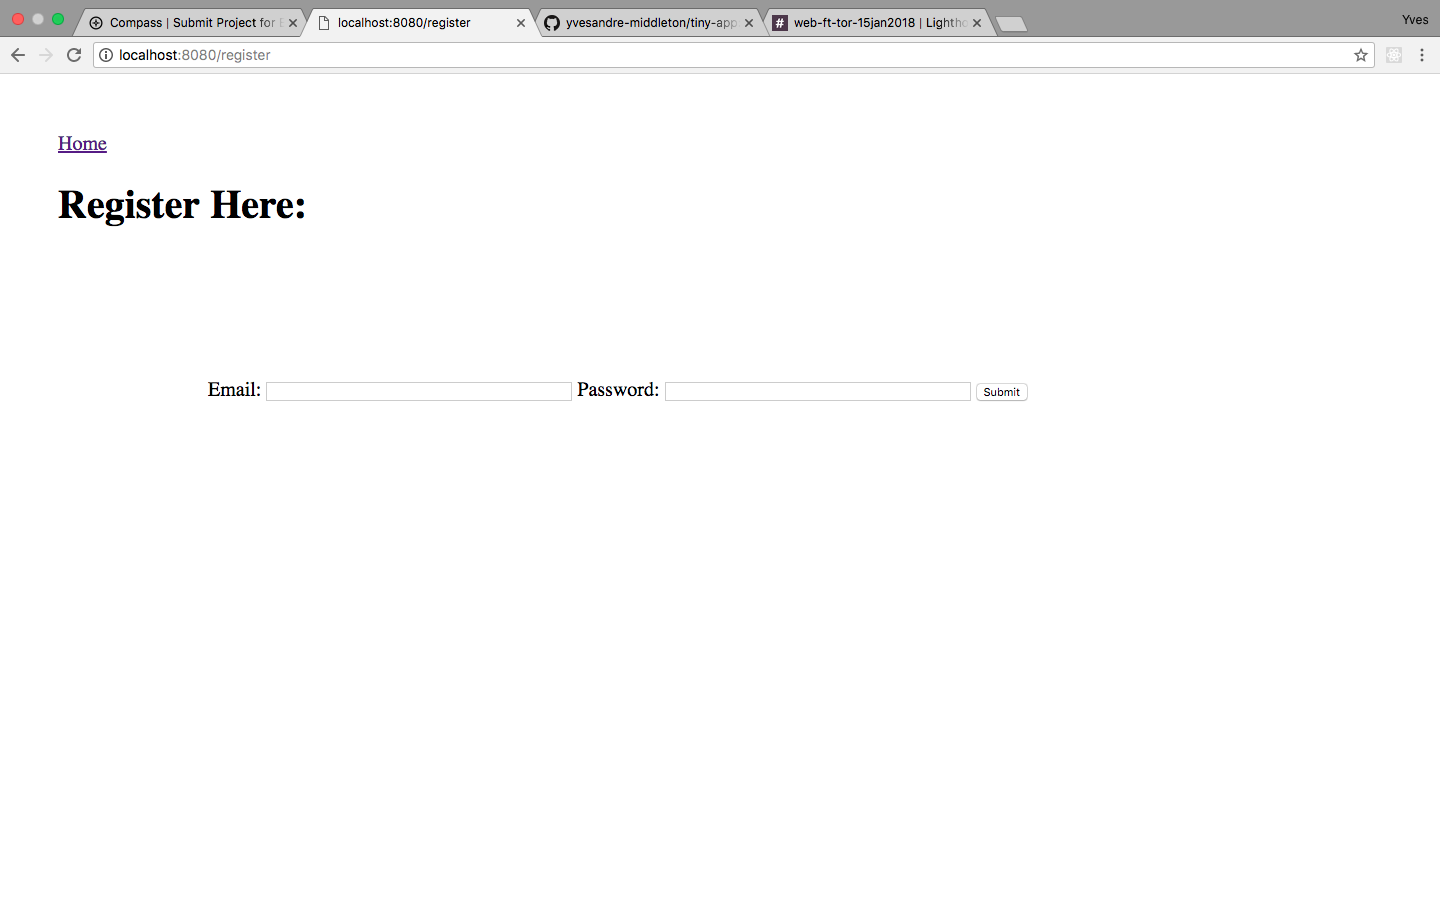 Compass | Submit Project for E
localhost:8080/register
yvesandre-middleton/tiny-app
# web-ft-tor-15jan2018 | Lightho
Yves
localhost:8080/register
Home
Register Here:
Email: Password: Submit